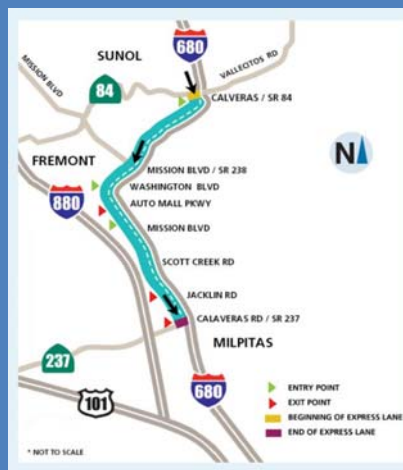 680
SUNOL
MISSION BLVD
VALLECITOS RD
84
CALVERAS / SR 84
FREMONT
MISSION BLVD / SR 238
WASHINGTON BLVD
880
AUTO MALL PKWY
MISSION BLVD
N
SCOTT CREEK RD
JACKLIN RD
CALAVERAS RD / SR 237
MILPITAS
237
101
680
ENTRY POINT
EXIT POINT
BEGINNING OF EXPRESS LANE
END OF EXPRESS LANE
* NOT TO SCALE